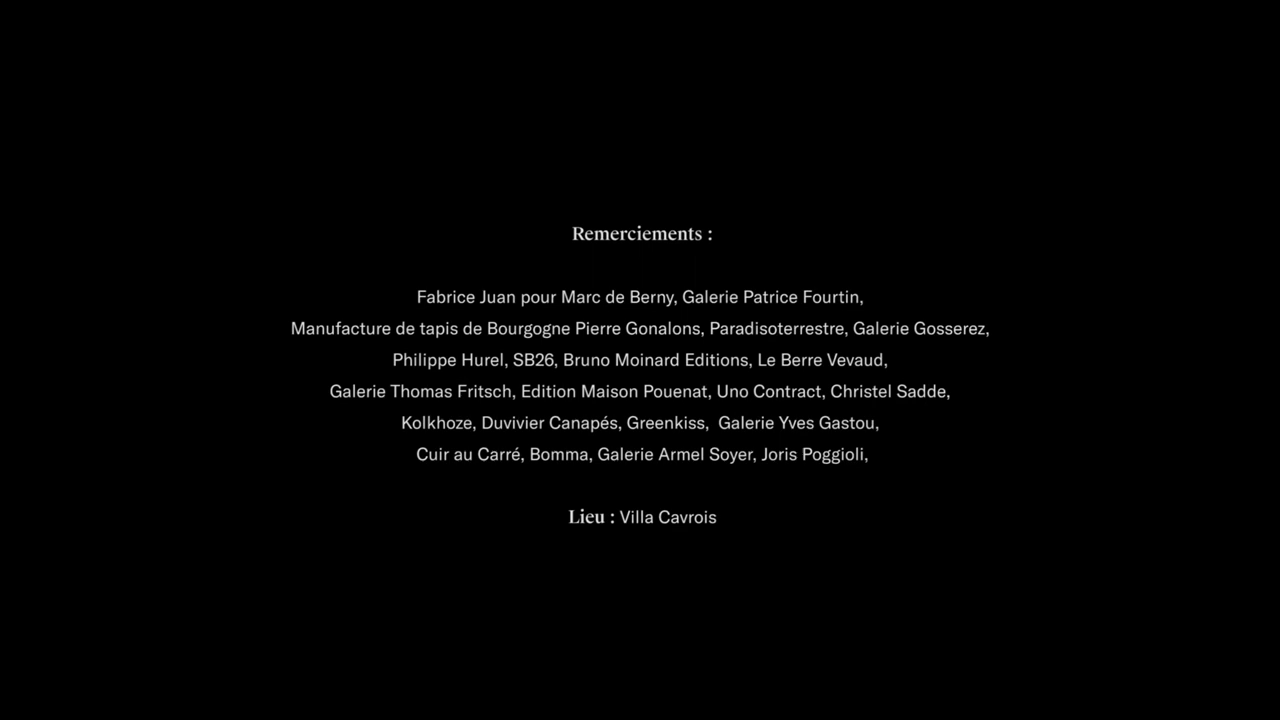 Remerciements :
Fabrice Juan pour Marc de Berny, Galerie Patrice Fourtin,
Manufacture de tapis de Bourgogne Pierre Gonalons, Paradisoterrestre, Galerie Gosserez,
Philippe Hurel, SB26, Bruno Moinard Editions, Le Berre Vevaud,
Galerie Thomas Fritsch, Edition Maison Pouenat, Uno Contract, Christel Sadde,
Kolkhoze, Duvivier Canapés, Greenkiss,  Galerie Yves Gastou,
Cuir au Carré, Bomma, Galerie Armel Soyer, Joris Poggioli,
Lieu : Villa Cavrois